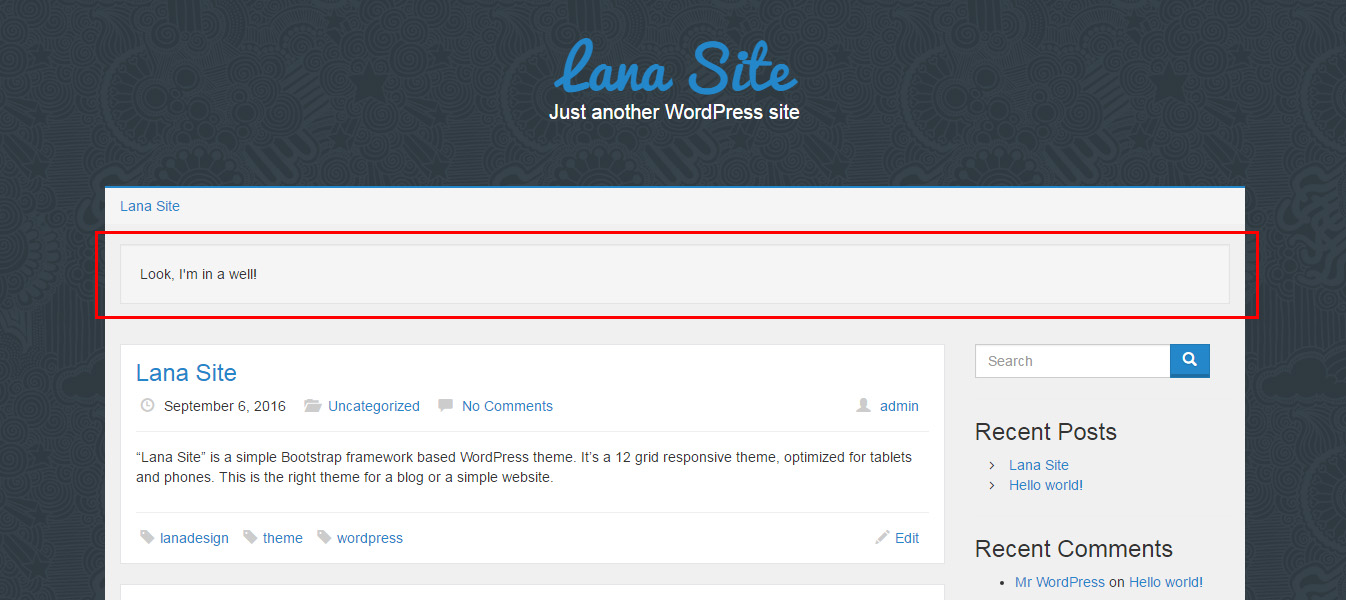 Lana Site
Just another WordPress site
Lana Site
Look, I'm in a well!
Lana Site
September 6, 2016 Uncategorized No Comments admin
“Lana Site” is a simple Bootstrap framework based WordPress theme. It’s a 12 grid responsive theme, optimized for tablets
and phones. This is the right theme for a blog or a simple website.
lanadesign theme wordpress Edit
Search
Recent Posts
Lana Site
Hello world!
Recent Comments
Mr WordPress on Hello world!